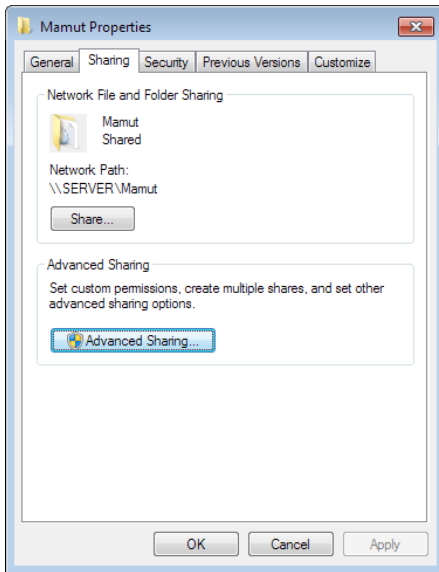 Mamut Properties
General Sharing Security Previous Versions Customize
Network File and Folder Sharing
Mamut
Shared
Network Path:
\\SERVER\Mamut
Share...
Advanced Sharing
Set custom permissions, create multiple shares, and set other
advanced sharing options.
Advanced Sharing...
OK Cancel Apply